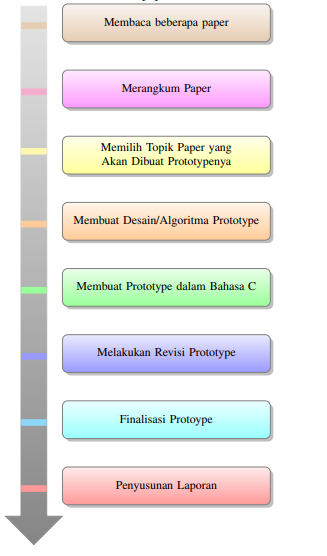 Membaca beberapa paper
Merangkum Paper
Memilih Topik Paper yang
Akan Dibuat Prototypenya
Membuat Desain/Algoritma Prototype
Membuat Prototype dalam Bahasa C
Melakukan Revisi Prototype
Finalisasi Protoype
Penyusunan Laporan